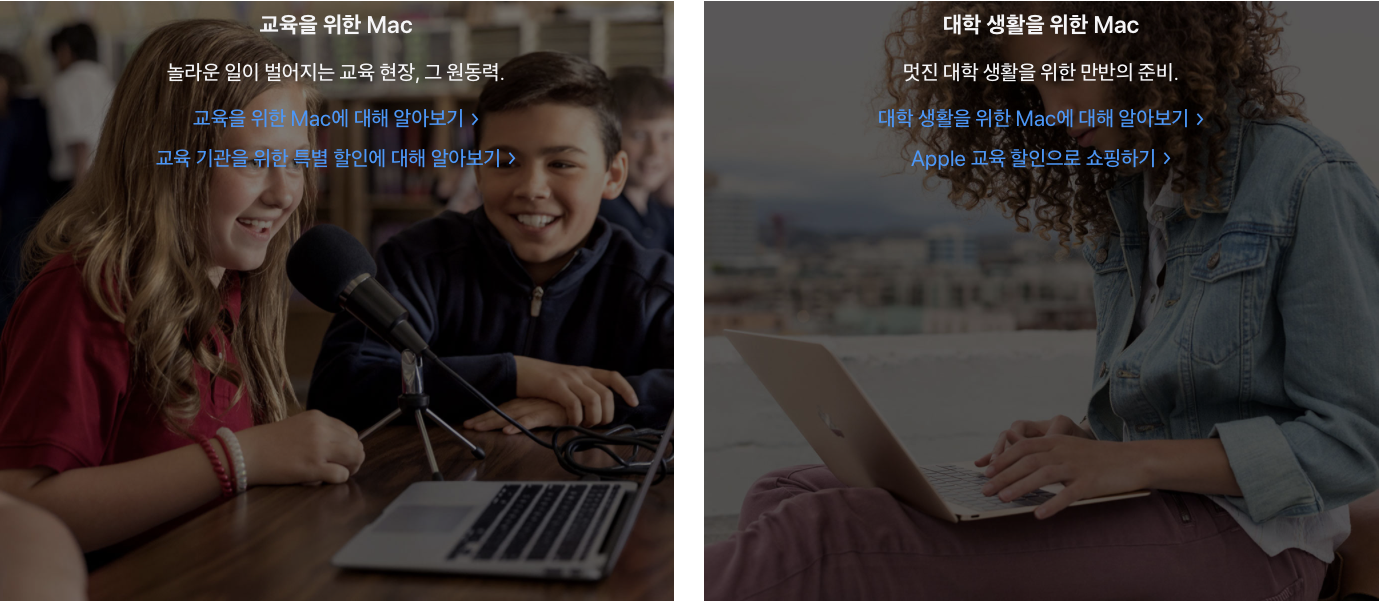 교육을 위한 Mac
놀라운 일이 벌어지는 교육 현장, 그 원동력.
교육을 위한 Mac에 대해 알아보기 >
교육 기관을 위한 특별 할인에 대해 알아보기 >
대학 생활을 위한 Mac
멋진 대학 생활을 위한 만반의 준비.
대학 생활을 위한 Mac에 대해 알아보기 >
Apple 교육 할인으로 쇼핑하기 >